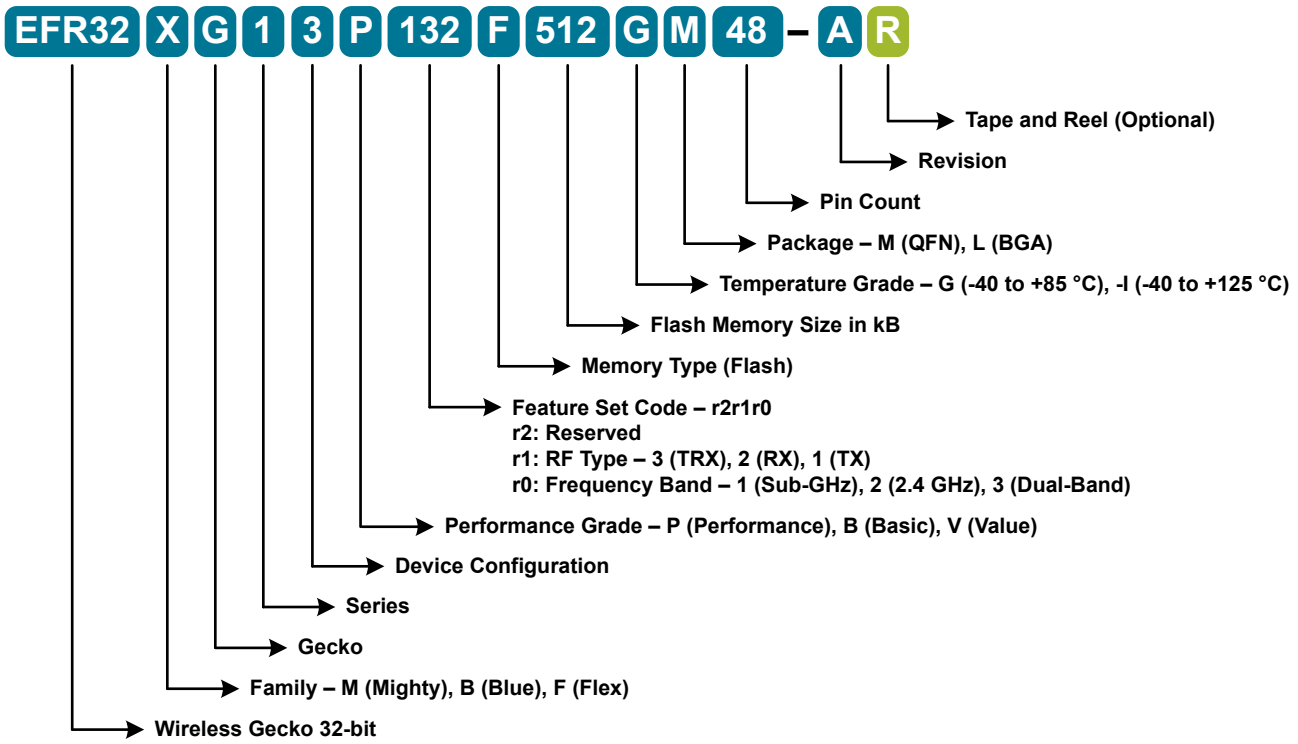 EFR32 X G 1 3 P 132 F 512 G M 48 – A R
Tape and Reel (Optional)
Revision
Pin Count
Package – M (QFN), L (BGA)
Temperature Grade – G (-40 to +85 °C), -I (-40 to +125 °C)
Flash Memory Size in kB
Memory Type (Flash)
Feature Set Code – r2r1r0
r2: Reserved
r1: RF Type – 3 (TRX), 2 (RX), 1 (TX)
r0: Frequency Band – 1 (Sub-GHz), 2 (2.4 GHz), 3 (Dual-Band)
Performance Grade – P (Performance), B (Basic), V (Value)
Device Configuration
Series
Gecko
Family – M (Mighty), B (Blue), F (Flex)
Wireless Gecko 32-bit